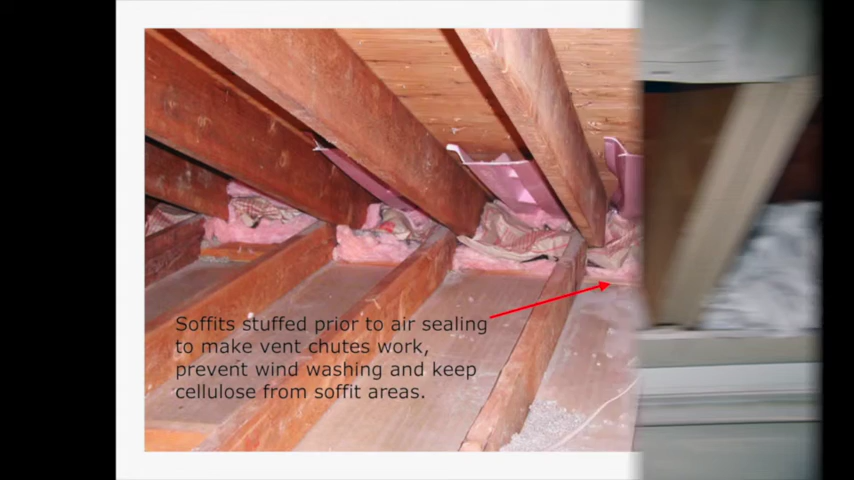 Soffits stuffed prior to air sealing
to make vent chutes work,
prevent wind washing and keep
cellulose from soffit areas.